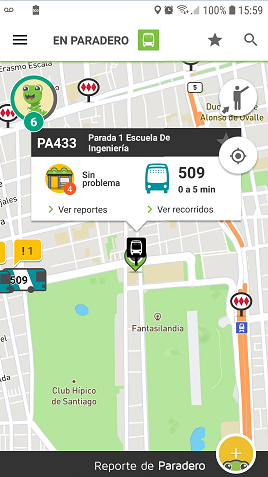 15:59
EN PARADERO
Erasmo Escala
5
Alonso de Ovalle
6
PA433
Parada 1 Escuela De
Ingeniería
Sin
problema
4
509
0 a 5 min
Ver reportes
Ver recorridos
! 1
509
Fantasilandia
Club Hípico
de Santiago
Reporte de Paradero
+